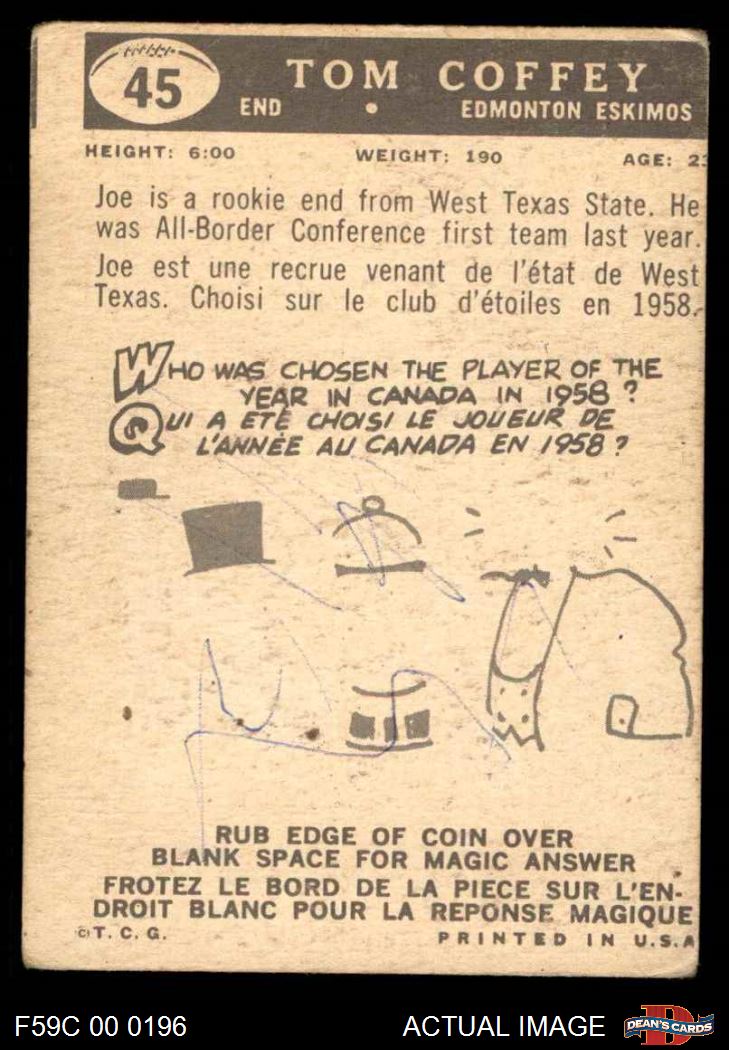 45
TOM COFFEY
END • EDMONTON ESKIMOS
HEIGHT: 6:00 WEIGHT: 190 AGE: 23
Joe is a rookie end from West Texas State. He
was All-Border Conference first team last year.
Joe est une recrue venant de l'état de West
Texas. Choisi sur le club d'étoiles en 1958.
WHO WAS CHOSEN THE PLAYER OF THE
YEAR IN CANADA IN 1958 ?
QUI A ETÉ CHOISI LE JOUEUR DE
L'ANNÉE AU CANADA EN 1958 ?
RUB EDGE OF COIN OVER
BLANK SPACE FOR MAGIC ANSWER
FROTEZ LE BORD DE LA PIECE SUR L'EN-
DROIT BLANC POUR LA REPONSE MAGIQUE
©T. C. G. PRINTED IN U.S.A
F59C 00 0196 ACTUAL IMAGE DEAN'S CARDS